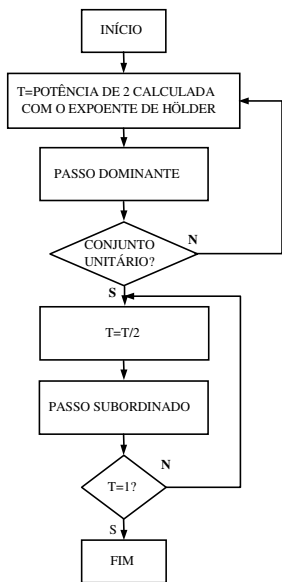 INÍCIO
T=POTÊNCIA DE 2 CALCULADA
COM O EXPOENTE DE HÖLDER
PASSO DOMINANTE
CONJUNTO
UNITÁRIO?
N
S
T=T/2
PASSO SUBORDINADO
T=1?
N
S
FIM